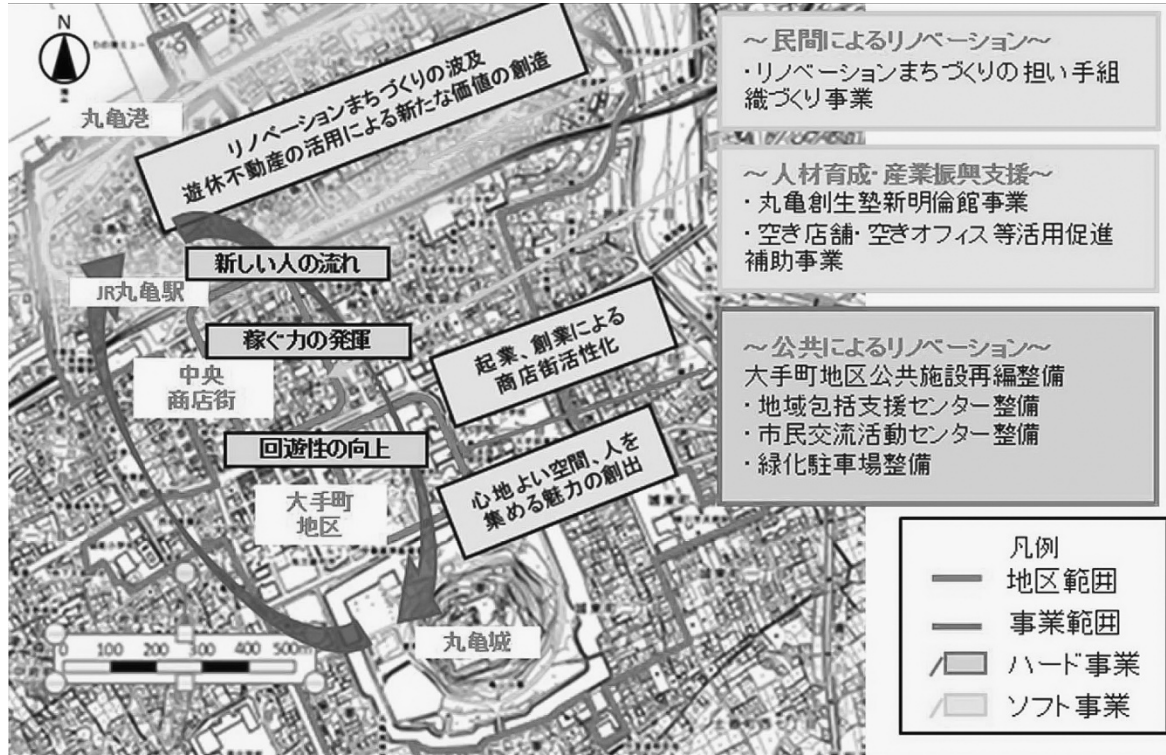 N
丸亀港
リノベーションまちづくりの波及
遊休不動産の活用による新たな価値の創造
新しい人の流れ
JR丸亀駅
稼ぐ力の発揮
中央
商店街
起業、創業による
商店街活性化
回遊性の向上
大手町
地区
心地よい空間、人を
集める魅力の創出
丸亀城
0 100 200 300 400 500m
～民間によるリノベーション～
・リノベーションまちづくりの担い手組
織づくり事業
～人材育成・産業振興支援～
・丸亀創生塾新明倫館事業
・空き店舗・空きオフィス等活用促進
補助事業
～公共によるリノベーション～
大手町地区公共施設再編整備
・地域包括支援センター整備
・市民交流活動センター整備
・緑化駐車場整備
凡例
地区範囲
事業範囲
ハード事業
ソフト事業